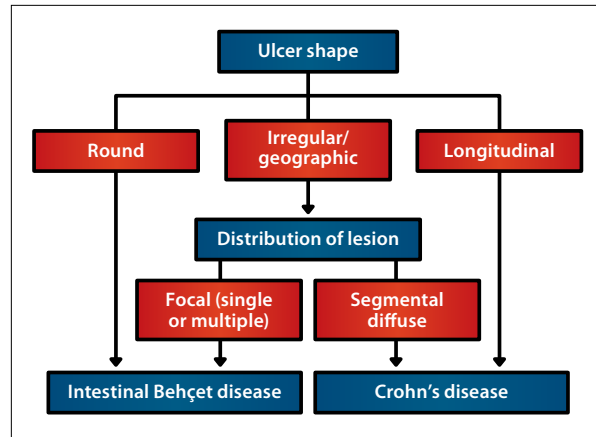 Ulcer shape
Round
Irregular/
geographic
Longitudinal
Distribution of lesion
Focal (single
or multiple)
Segmental
diffuse
Intestinal Behçet disease
Crohn’s disease